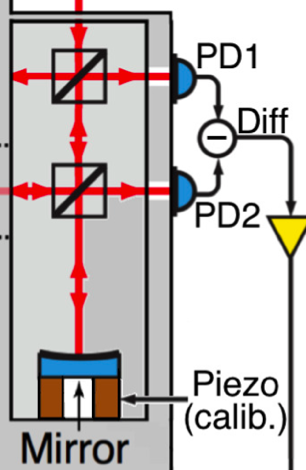 PD1
Diff
PD2
Piezo
(calib.)
Mirror